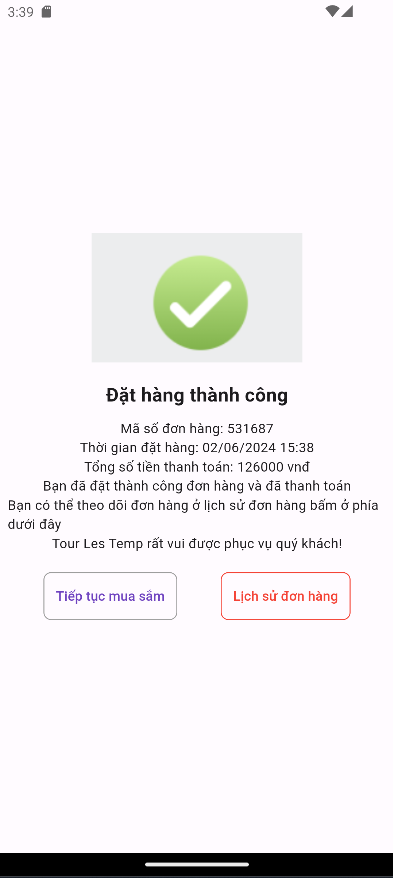 3:39
Đặt hàng thành công
Mã số đơn hàng: 531687
Thời gian đặt hàng: 02/06/2024 15:38
Tổng số tiền thanh toán: 126000 vnđ
Bạn đã đặt thành công đơn hàng và đã thanh toán
Bạn có thể theo dõi đơn hàng ở lịch sử đơn hàng bấm ở phía
dưới đây
Tour Les Temp rất vui được phục vụ quý khách!
Tiếp tục mua sắm
Lịch sử đơn hàng